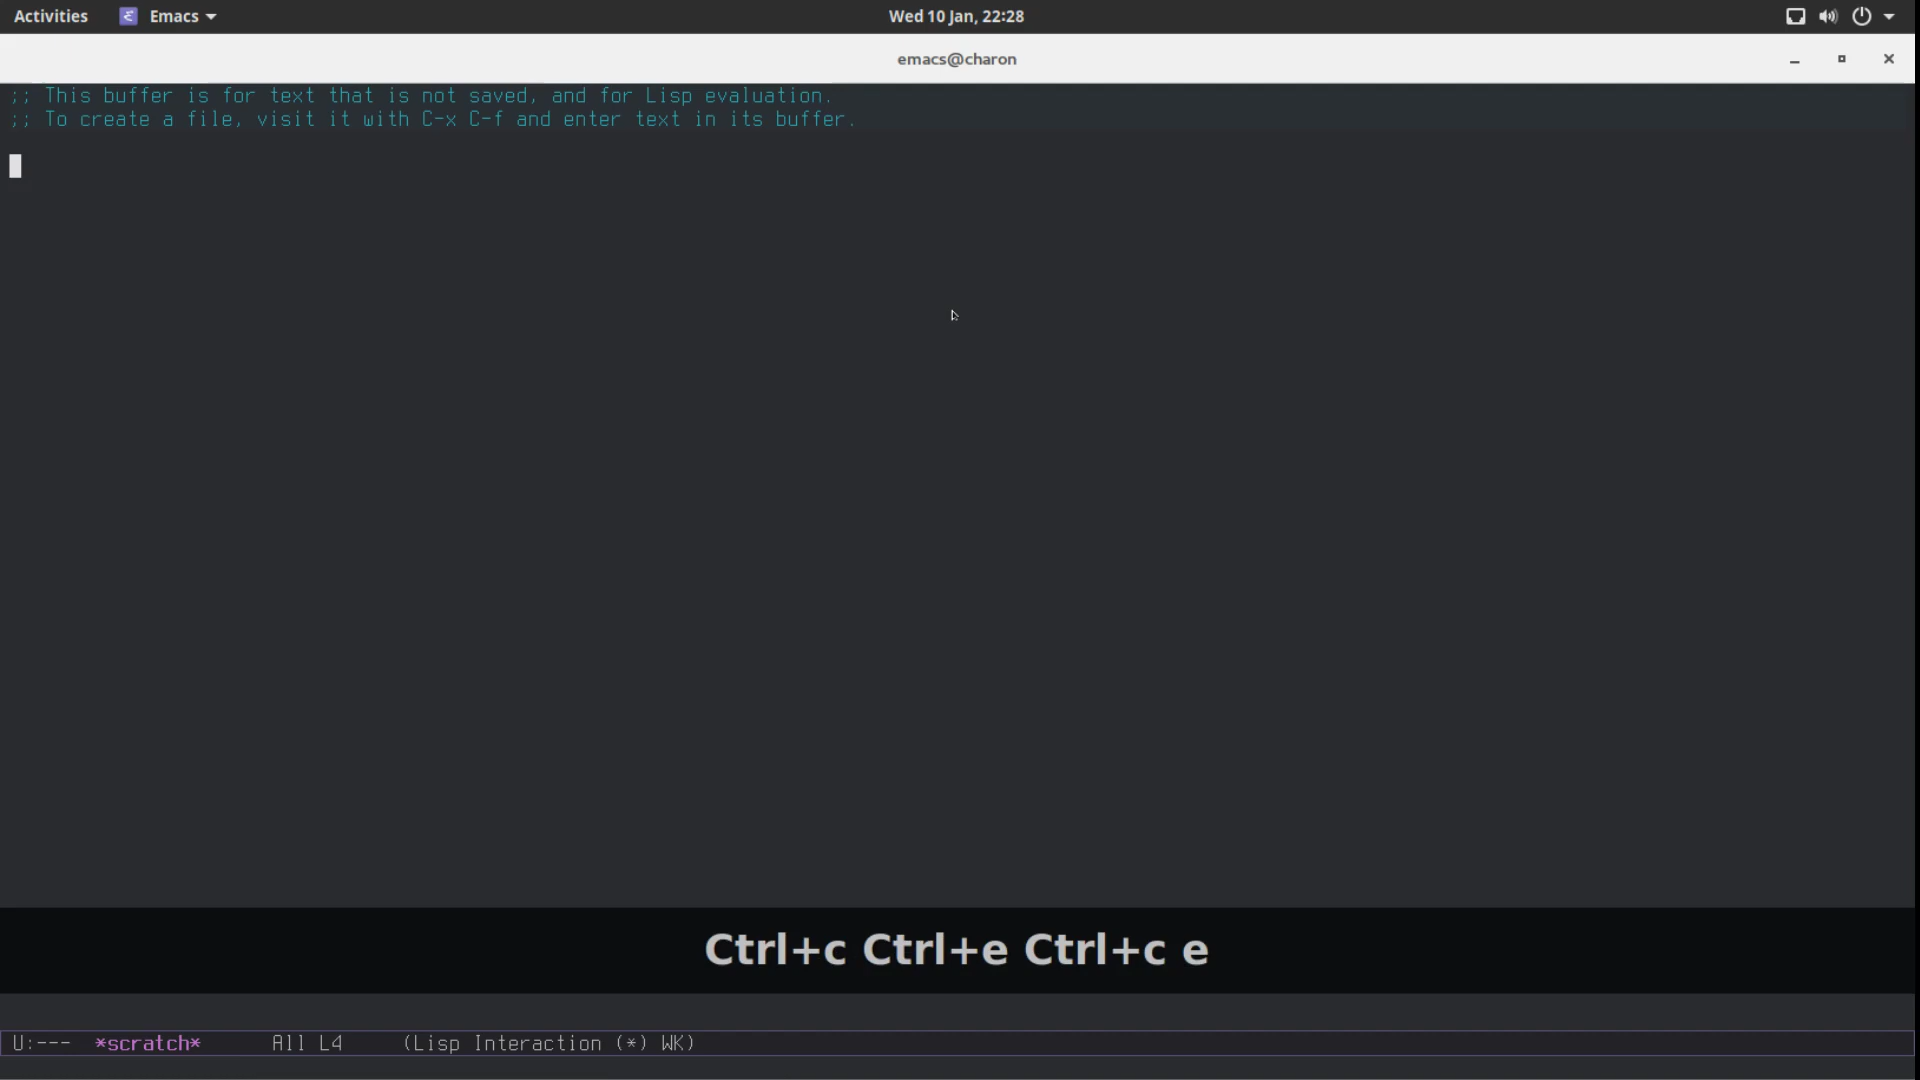 Activities Emacs Wed 10 Jan, 22:28
emacs@charon
;; This buffer is for text that is not saved, and for Lisp evaluation.
;; To create a file, visit it with C-x C-f and enter text in its buffer.
Ctrl+c Ctrl+e Ctrl+c e
U:--- *scratch* All L4 (Lisp Interaction (*) WK)